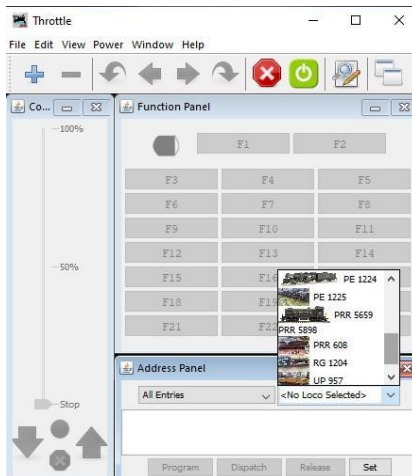 Throttle
File Edit View Power Window Help
Co...
Function Panel
100%
50%
Stop
F1 F2
F3 F4 F5
F6 F7 F8
F9 F10 F11
F12 F13 F14
F15
F18
F21 F22
PE 1224
PE 1225
PRR 5659
PRR 5898
PRR 608
RG 1204
UP 957
Address Panel
All Entries
<No Loco Selected>
Program Dispatch Release Set